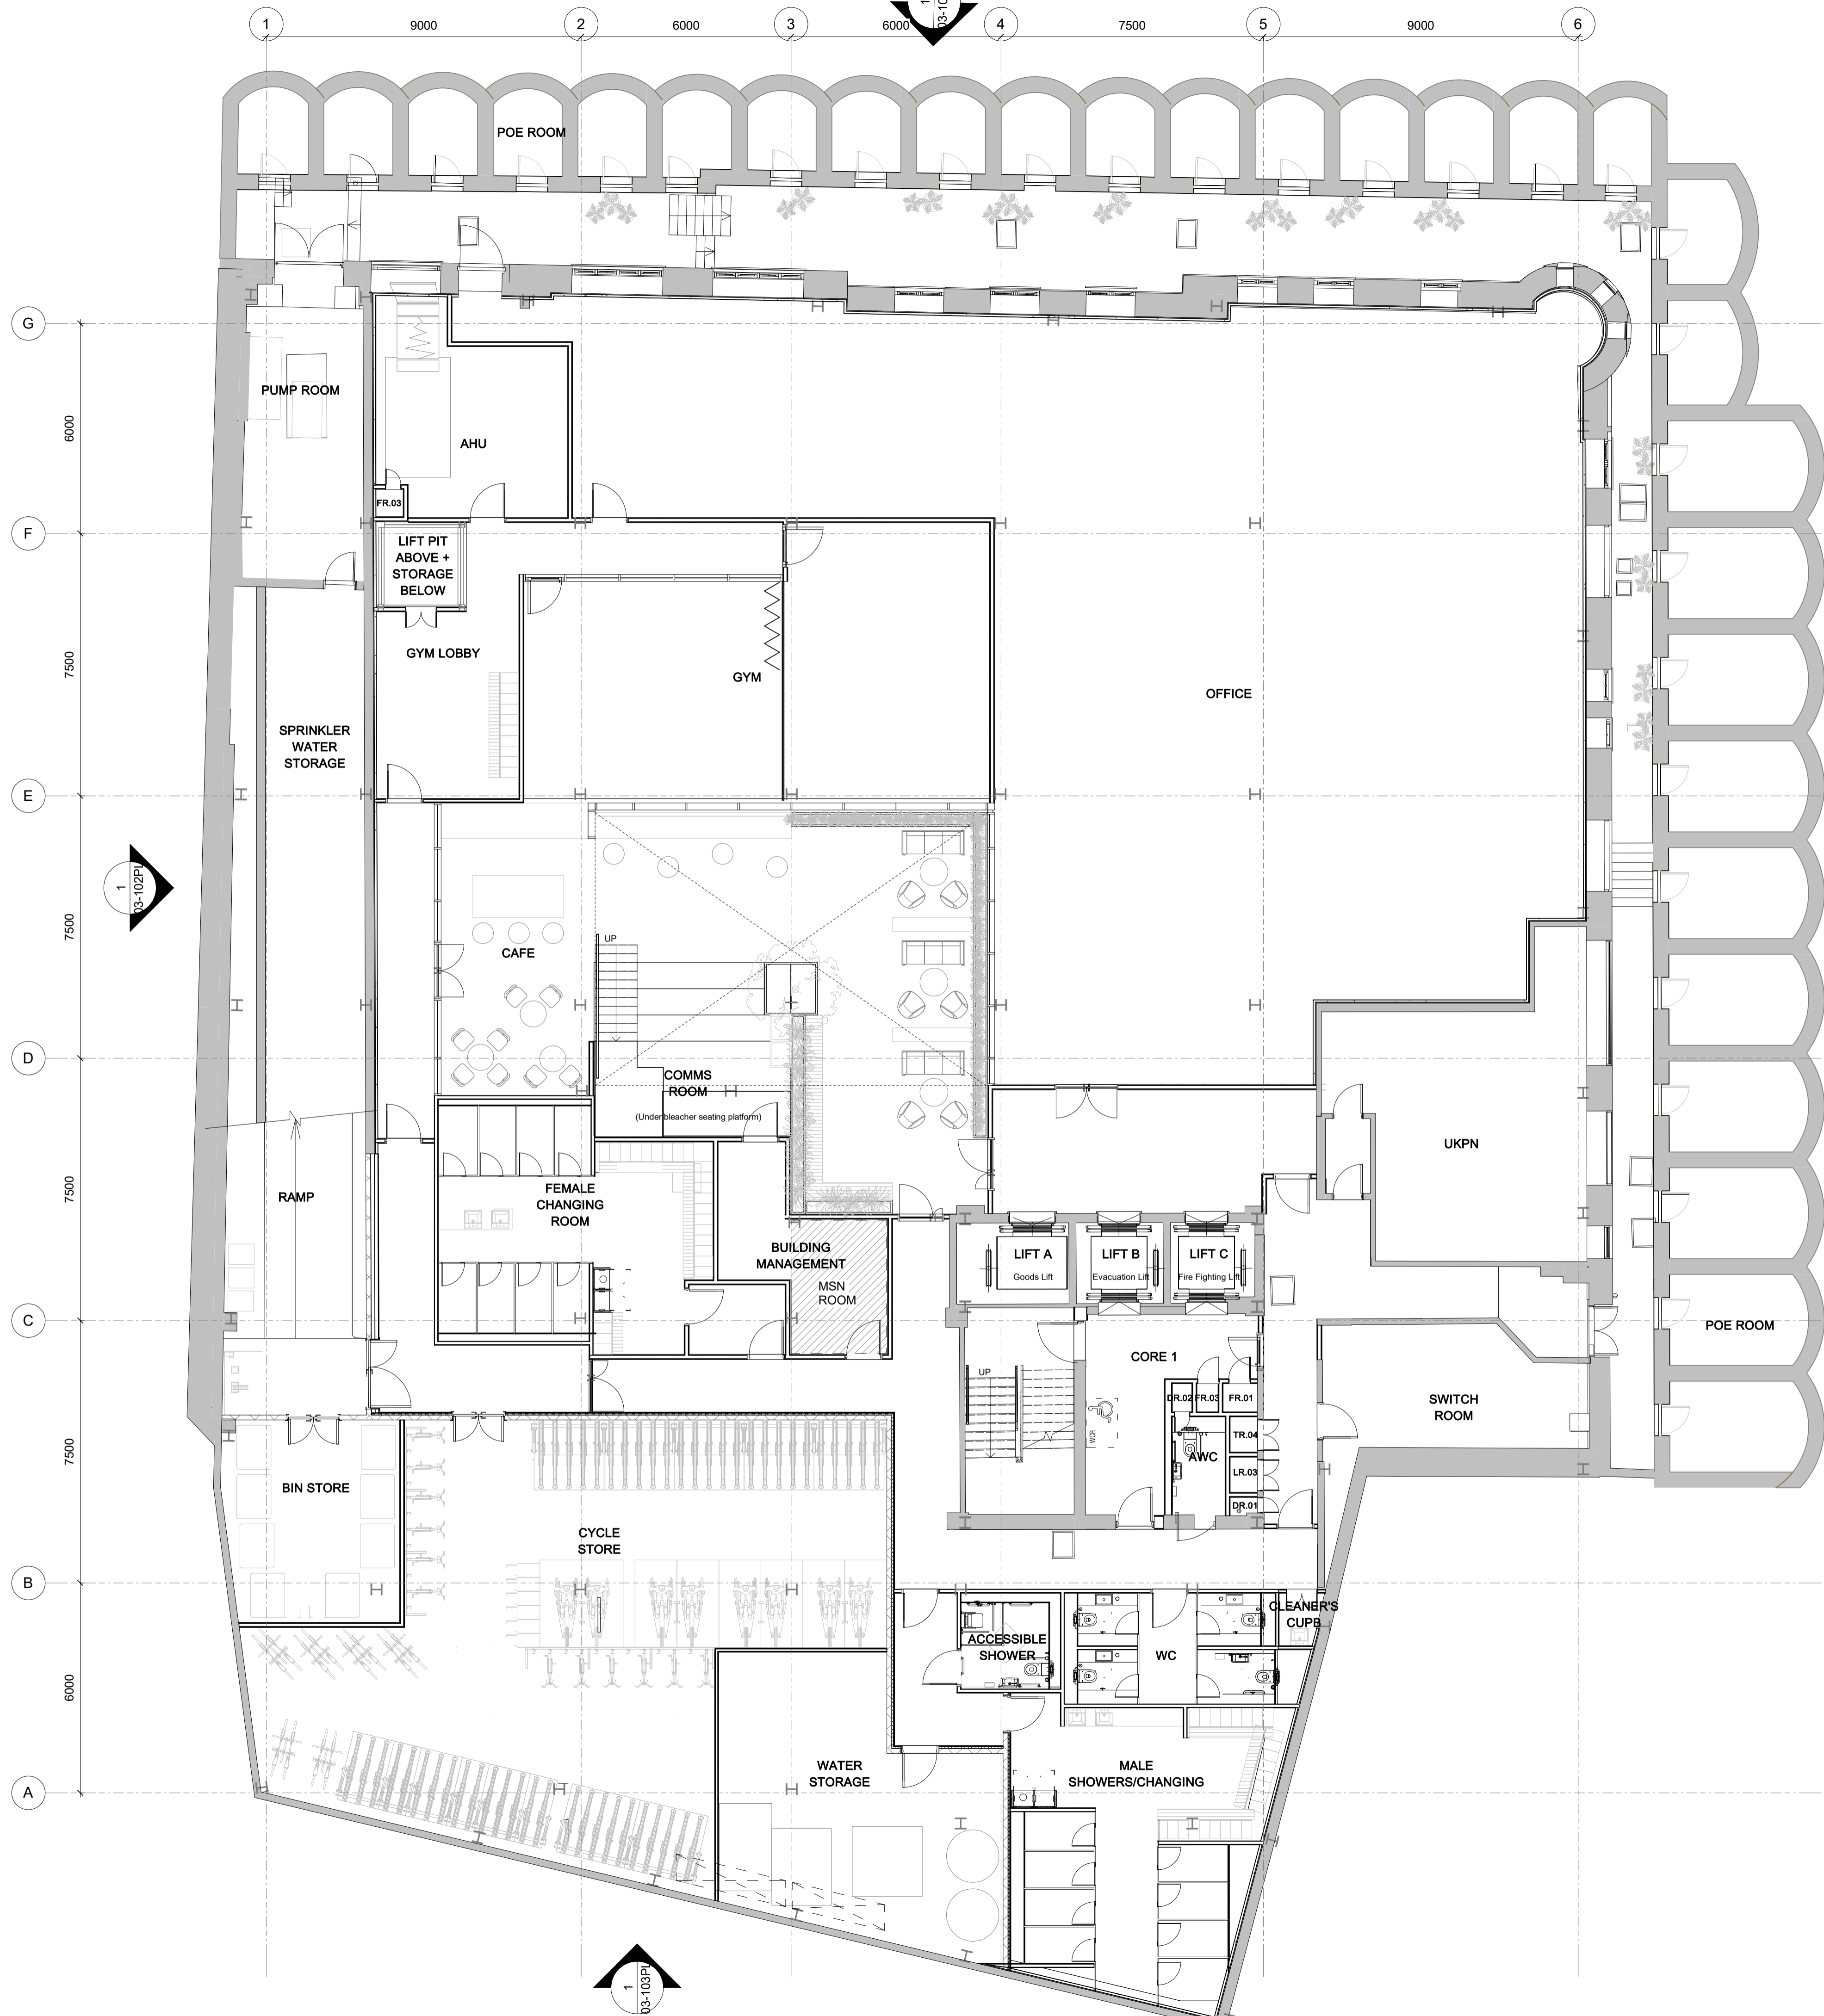 1
2
3
4
5
6
9000
6000
6000
7500
9000
POE ROOM
G
6000
PUMP ROOM
AHU
FR.03
F
LIFT PIT
ABOVE +
STORAGE
BELOW
7500
GYM LOBBY
GYM
OFFICE
SPRINKLER
WATER
STORAGE
E
1
03-102PL
7500
UP
CAFE
D
COMMS
ROOM
(Under bleacher seating platform)
UKPN
7500
RAMP
FEMALE
CHANGING
ROOM
BUILDING
MANAGEMENT
MSN
ROOM
LIFT A
Goods Lift
LIFT B
Evacuation Lift
LIFT C
Fire Fighting Lift
C
POE ROOM
CORE 1
UP
DR.02
FR.03
FR.01
SWITCH
ROOM
WCR
TR.04
7500
AWC
LR.03
BIN STORE
DR.01
CYCLE
STORE
B
CLEANER'S
CUPB
ACCESSIBLE
SHOWER
WC
6000
WATER
STORAGE
MALE
SHOWERS/CHANGING
A
1
03-103PL